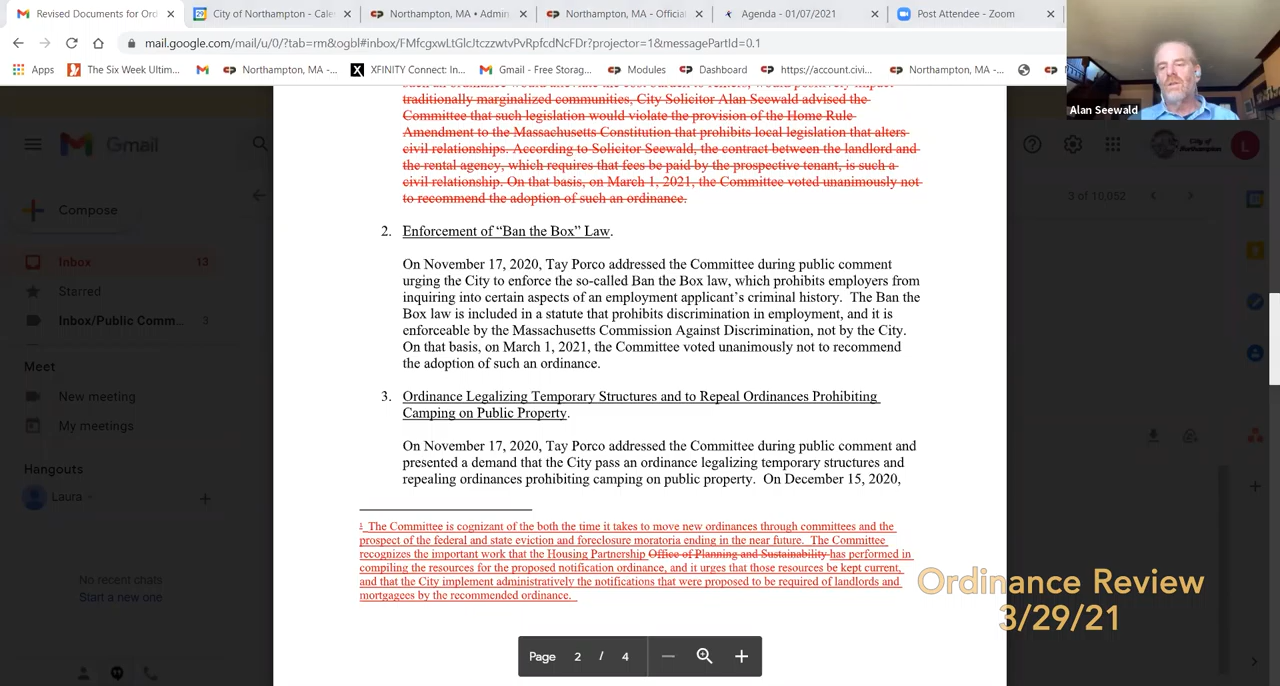 Revised Documents for Ord
City of Northampton - Cale
Northampton, MA • Admin
Northampton, MA - Official
Agenda - 01/07/2021
Post Attendee - Zoom
mail.google.com/mail/u/0/?tab=rm&ogbl#inbox/FMfcgxwLtGlcJtczzwtvPvRpfcdNcFDr?projector=1&messagePartId=0.1
Apps
The Six Week Ultim...
Northampton, MA -...
XFINITY Connect: In...
Gmail - Free Storag...
Modules
Dashboard
https://account.civi...
Northampton, MA -...
Alan Seewald
Gmail
Compose
Inbox 13
Starred
Inbox/Public Comm... 3
Meet
New meeting
My meetings
Hangouts
Laura
No recent chats
Start a new one
City of
Northampton
L
3 of 10,052
such an ordinance would alleviate the cost burden to renters, would positively impact
traditionally marginalized communities, City Solicitor Alan Seewald advised the
Committee that such legislation would violate the provision of the Home Rule
Amendment to the Massachusetts Constitution that prohibits local legislation that alters
civil relationships. According to Solicitor Seewald, the contract between the landlord and
the rental agency, which requires that fees be paid by the prospective tenant, is such a
civil relationship. On that basis, on March 1, 2021, the Committee voted unanimously not
to recommend the adoption of such an ordinance.
2. Enforcement of “Ban the Box” Law.
On November 17, 2020, Tay Porco addressed the Committee during public comment
urging the City to enforce the so-called Ban the Box law, which prohibits employers from
inquiring into certain aspects of an employment applicant’s criminal history. The Ban the
Box law is included in a statute that prohibits discrimination in employment, and it is
enforceable by the Massachusetts Commission Against Discrimination, not by the City.
On that basis, on March 1, 2021, the Committee voted unanimously not to recommend
the adoption of such an ordinance.
3. Ordinance Legalizing Temporary Structures and to Repeal Ordinances Prohibiting
Camping on Public Property.
On November 17, 2020, Tay Porco addressed the Committee during public comment and
presented a demand that the City pass an ordinance legalizing temporary structures and
repealing ordinances prohibiting camping on public property. On December 15, 2020,
The Committee is cognizant of the both the time it takes to move new ordinances through committees and the
prospect of the federal and state eviction and foreclosure moratoria ending in the near future. The Committee
recognizes the important work that the Housing Partnership Office of Planning and Sustainability has performed in
compiling the resources for the proposed notification ordinance, and it urges that those resources be kept current,
and that the City implement administratively the notifications that were proposed to be required of landlords and
mortgagees by the recommended ordinance.
Ordinance Review
3/29/21
Page 2 / 4